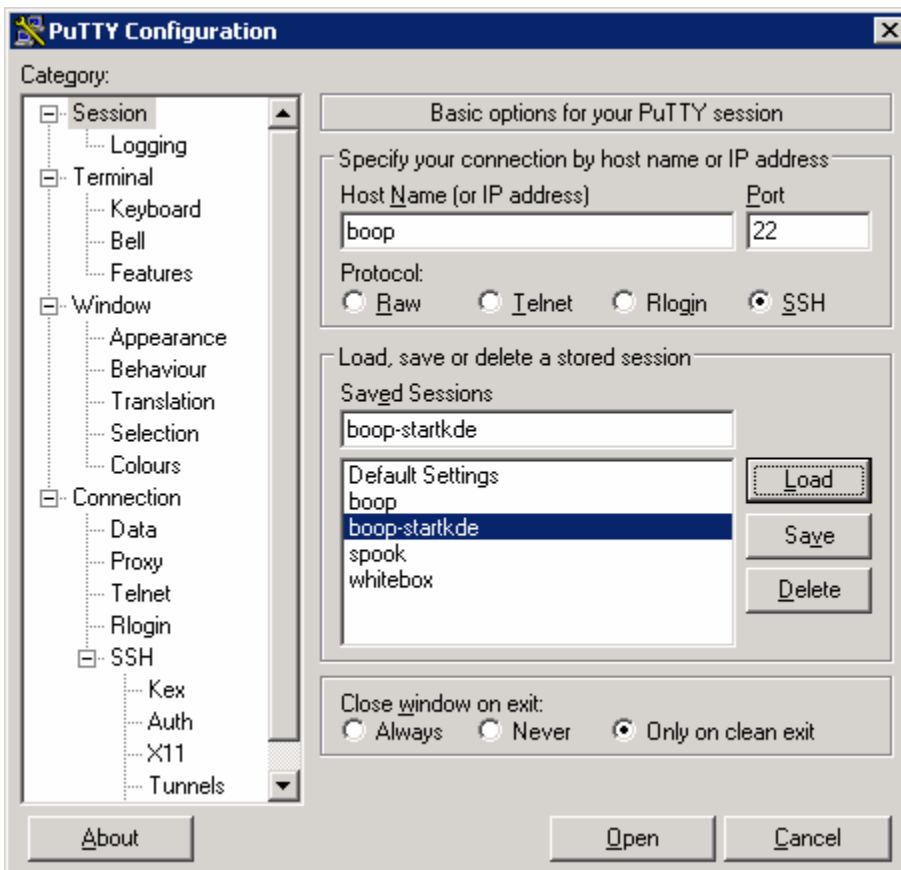 PuTTY Configuration
Category:
Session
Logging
Terminal
Keyboard
Bell
Features
Window
Appearance
Behaviour
Translation
Selection
Colours
Connection
Data
Proxy
Telnet
Rlogin
SSH
Kex
Auth
X11
Tunnels
Basic options for your PuTTY session
Specify your connection by host name or IP address
Host Name (or IP address) Port
boop 22
Protocol:
Raw Telnet Rlogin SSH
Load, save or delete a stored session
Saved Sessions
boop-startkde
Default Settings
boop
boop-startkde
spook
whitebox
Load
Save
Delete
Close window on exit:
Always Never Only on clean exit
About Open Cancel